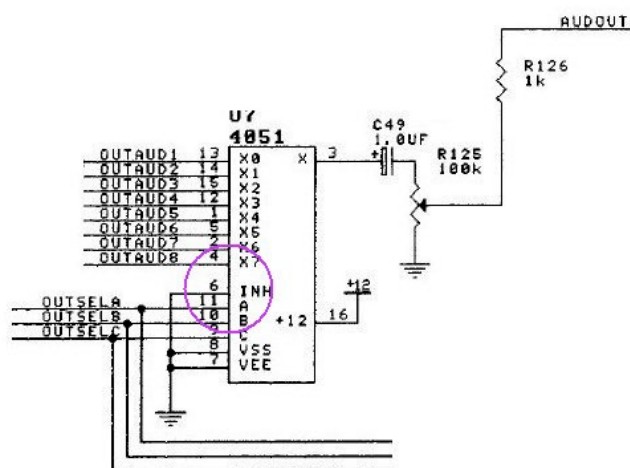 AUDOUT
R126
1k
U7
4051
C49
1.0UF
R125
100k
OUTAUD1 13 X0 X 3
OUTAUD2 14 X1
OUTAUD3 15 X2
OUTAUD4 12 X3
OUTAUD5 1 X4
OUTAUD6 5 X5
OUTAUD7 2 X6
OUTAUD8 4 X7
6 INH +12
OUTSELA 11 A
OUTSELB 10 B +12 16
OUTSELC 9 C
8 VSS
7 VEE